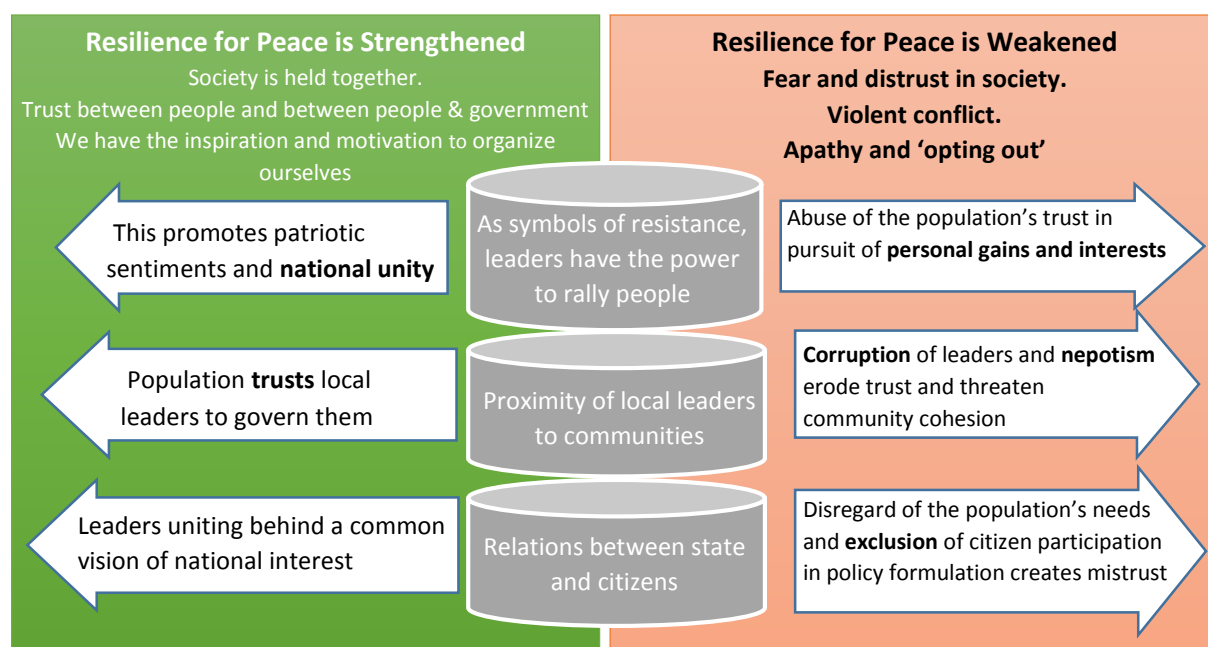 Resilience for Peace is Strengthened
Society is held together.
Trust between people and between people & government
We have the inspiration and motivation to organize
ourselves
Resilience for Peace is Weakened
Fear and distrust in society.
Violent conflict.
Apathy and ‘opting out’
This promotes patriotic
sentiments and national unity
As symbols of resistance,
leaders have the power
to rally people
Abuse of the population’s trust in
pursuit of personal gains and interests
Population trusts local
leaders to govern them
Proximity of local leaders
to communities
Corruption of leaders and nepotism
erode trust and threaten
community cohesion
Leaders uniting behind a common
vision of national interest
Relations between state
and citizens
Disregard of the population’s needs
and exclusion of citizen participation
in policy formulation creates mistrust